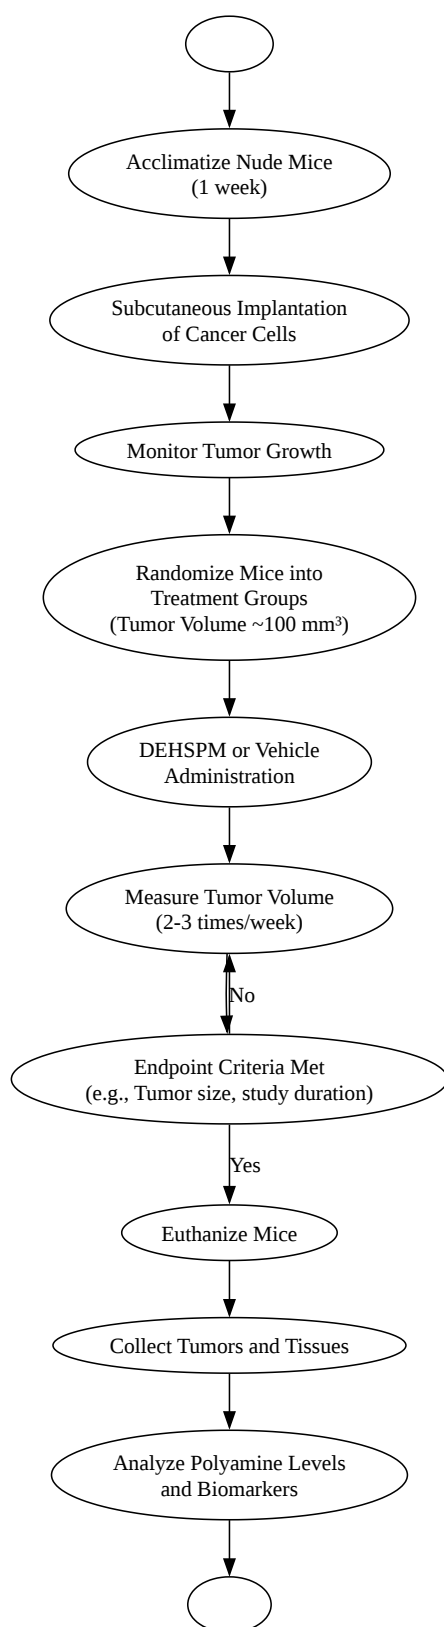 Acclimatize Nude Mice
(1 week)
Subcutaneous Implantation
of Cancer Cells
Monitor Tumor Growth
Randomize Mice into
Treatment Groups
(Tumor Volume ~100 mm³)
DEHSPM or Vehicle
Administration
Measure Tumor Volume
(2-3 times/week)
No
Endpoint Criteria Met
(e.g., Tumor size, study duration)
Yes
Euthanize Mice
Collect Tumors and Tissues
Analyze Polyamine Levels
and Biomarkers